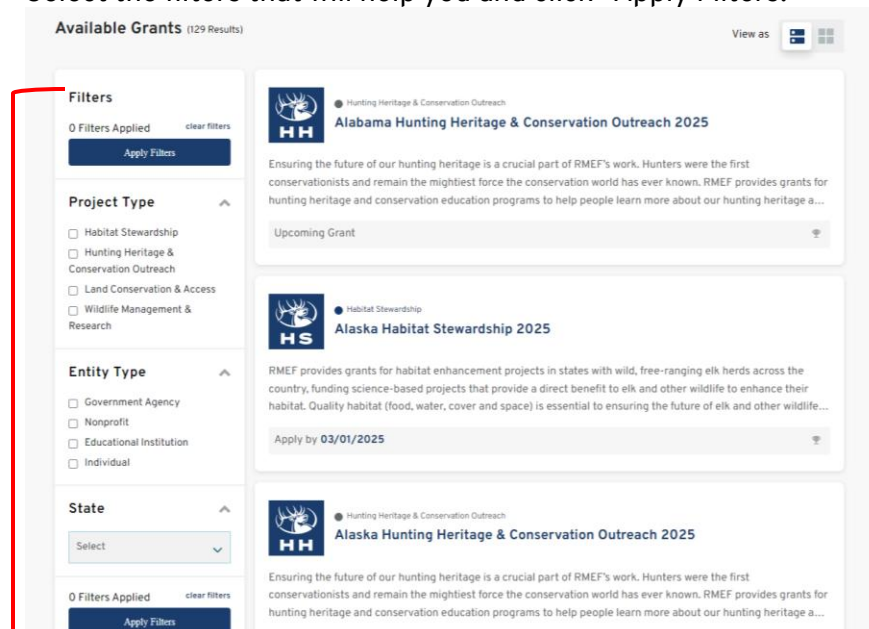 Select the filters that will help you and click "Apply Filters."
Available Grants (129 Results)
View as
Filters
0 Filters Applied clear filters
Apply Filters
Project Type
Habitat Stewardship
Hunting Heritage &
Conservation Outreach
Land Conservation & Access
Wildlife Management &
Research
Entity Type
Government Agency
Nonprofit
Educational Institution
Individual
State
Select
0 Filters Applied clear filters
Apply Filters
HH
Hunting Heritage & Conservation Outreach
Alabama Hunting Heritage & Conservation Outreach 2025
Ensuring the future of our hunting heritage is a crucial part of RMEF's work. Hunters were the first
conservationists and remain the mightiest force the conservation world has ever known. RMEF provides grants for
hunting heritage and conservation education programs to help people learn more about our hunting heritage a...
Upcoming Grant
HS
Habitat Stewardship
Alaska Habitat Stewardship 2025
RMEF provides grants for habitat enhancement projects in states with wild, free-ranging elk herds across the
country, funding science-based projects that provide a direct benefit to elk and other wildlife to enhance their
habitat. Quality habitat (food, water, cover and space) is essential to ensuring the future of elk and other wildlife...
Apply by 03/01/2025
HH
Hunting Heritage & Conservation Outreach
Alaska Hunting Heritage & Conservation Outreach 2025
Ensuring the future of our hunting heritage is a crucial part of RMEF's work. Hunters were the first
conservationists and remain the mightiest force the conservation world has ever known. RMEF provides grants for
hunting heritage and conservation education programs to help people learn more about our hunting heritage a...